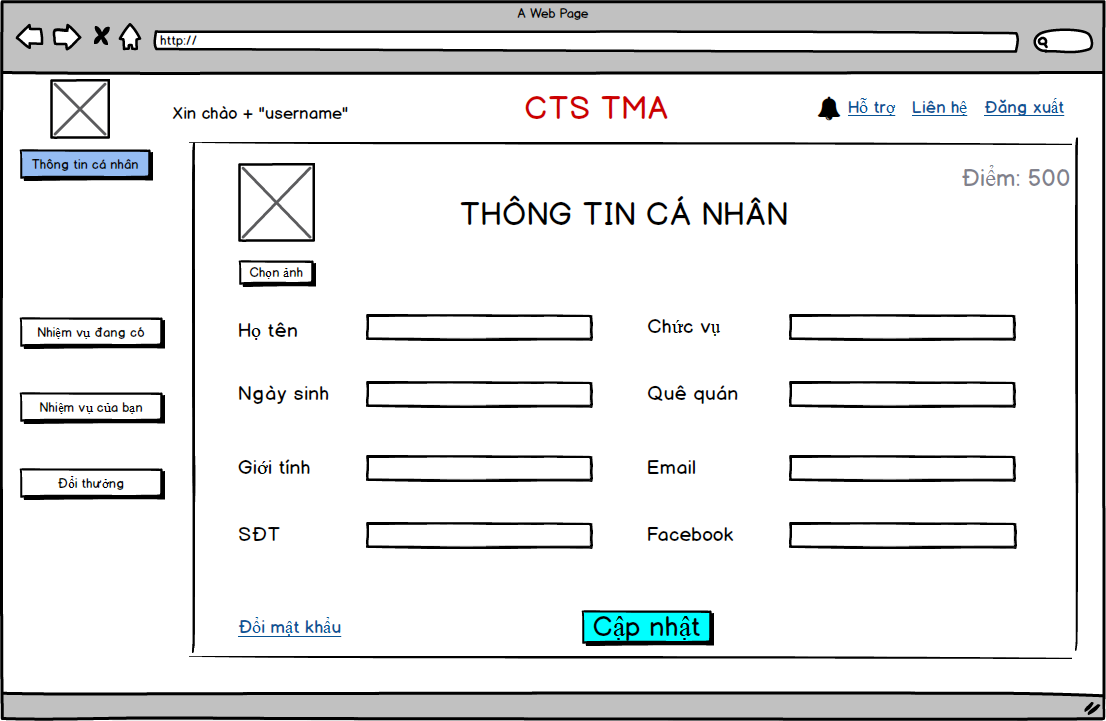 A Web Page
http://
Xin chào + "username"
CTS TMA
Hỗ trợ
Liên hệ
Đăng xuất
Thông tin cá nhân
Điểm: 500
THÔNG TIN CÁ NHÂN
Chọn ảnh
Nhiệm vụ đang có
Họ tên
Chức vụ
Ngày sinh
Quê quán
Nhiệm vụ của bạn
Giới tính
Email
Đổi thưởng
SĐT
Facebook
Đổi mật khẩu
Cập nhật